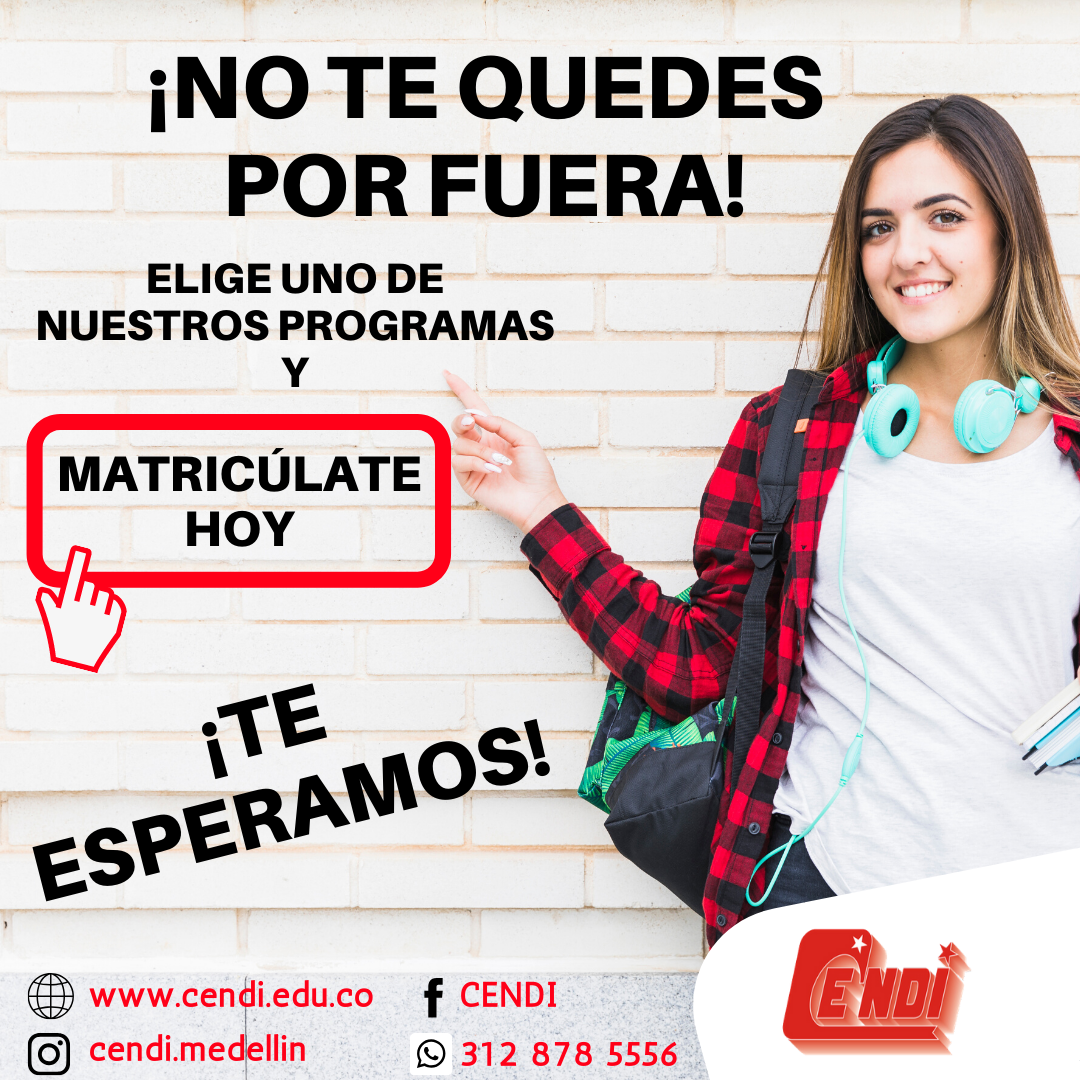 ¡NO TE QUEDES
POR FUERA!
ELIGE UNO DE
NUESTROS PROGRAMAS
Y
MATRICÚLATE
HOY
¡TE
ESPERAMOS!
www.cendi.edu.co
CENDI
cendi.medellin
312 878 5556
CENDI